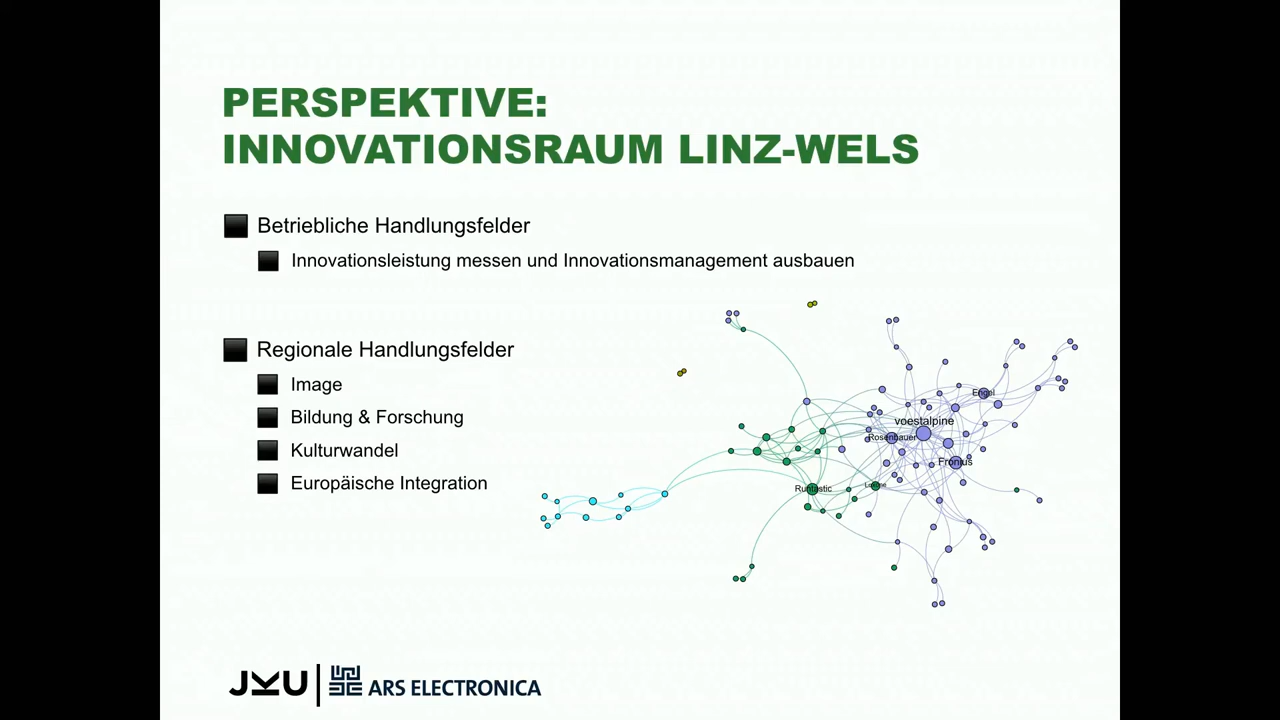 PERSPEKTIVE:
INNOVATIONSRAUM LINZ-WELS
Betriebliche Handlungsfelder
Innovationsleistung messen und Innovationsmanagement ausbauen
Regionale Handlungsfelder
Image
Bildung & Forschung
Kulturwandel
Europäische Integration
Engel
voestalpine
Rosenbauer
Fronius
Runtastic
JKU
ARS ELECTRONICA